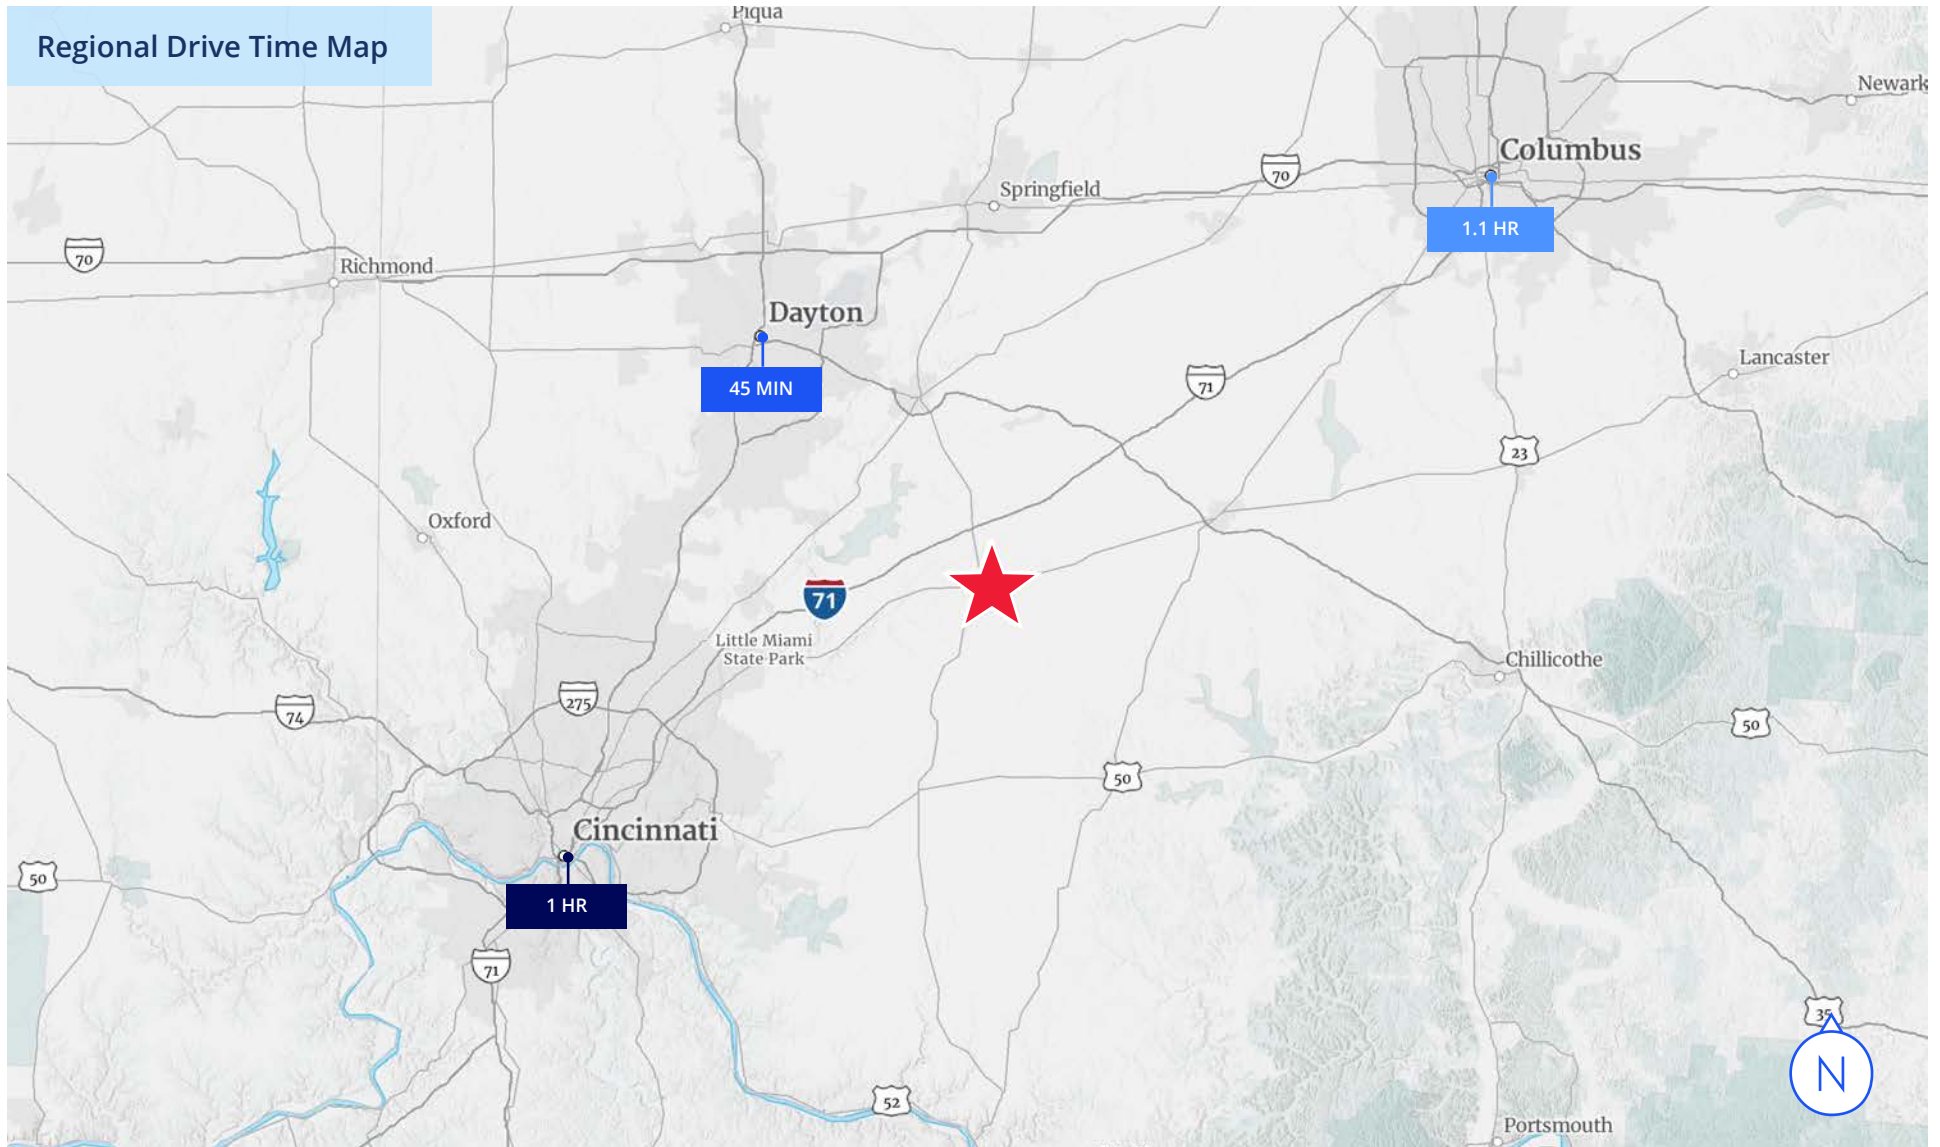 Piqua
Regional Drive Time Map
Newark
Columbus
70
Springfield
1.1 HR
70
Richmond
Dayton
Lancaster
71
45 MIN
23
Oxford
71
Little Miami
State Park
Chillicothe
275
74
50
50
Cincinnati
50
1 HR
71
35
N
52
Portsmouth